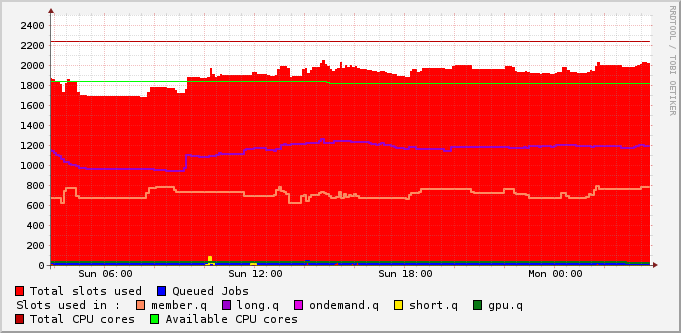 2400
2200
2000
1800
1600
1400
1200
1000
800
600
400
200
0
Sun 06:00 Sun 12:00 Sun 18:00 Mon 00:00
Total slots used Queued Jobs
Slots used in : member.q long.q ondemand.q short.q gpu.q
Total CPU cores Available CPU cores
RRDTOOL / TOBI OETIKER